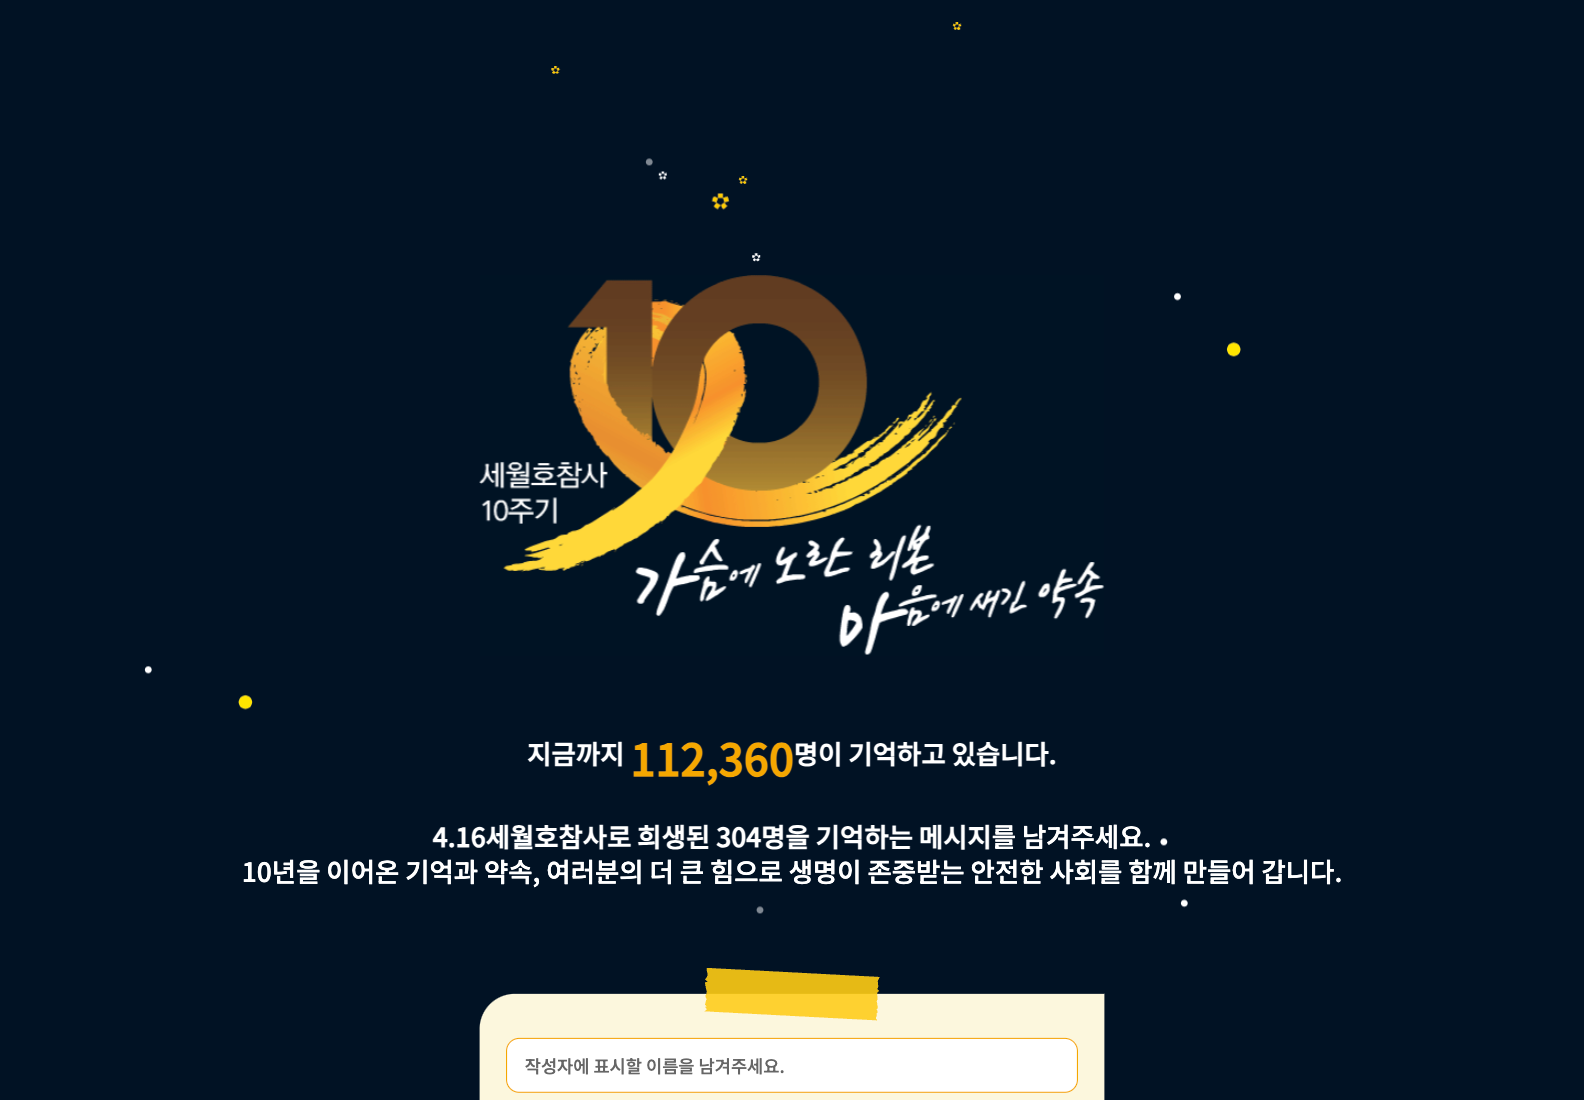 10
세월호참사
10주기
가슴에 노란 리본
마음에 새긴 약속
지금까지 112,360명이 기억하고 있습니다.
4.16세월호참사로 희생된 304명을 기억하는 메시지를 남겨주세요.
10년을 이어온 기억과 약속, 여러분의 더 큰 힘으로 생명이 존중받는 안전한 사회를 함께 만들어 갑니다.
작성자에 표시할 이름을 남겨주세요.